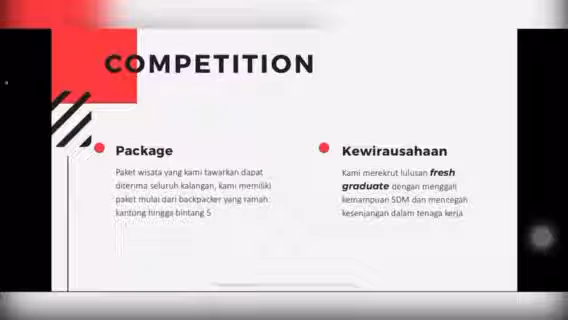 COMPETITION
Package
Paket wisata yang kami tawarkan dapat
diterima seluruh kalangan, kami memiliki
paket mulai dari backpacker yang ramah
kantong hingga bintang 5
Kewirausahaan
Kami merekrut lulusan fresh
graduate dengan menggali
kemampuan SDM dan mencegah
kesenjangan dalam tenaga kerja